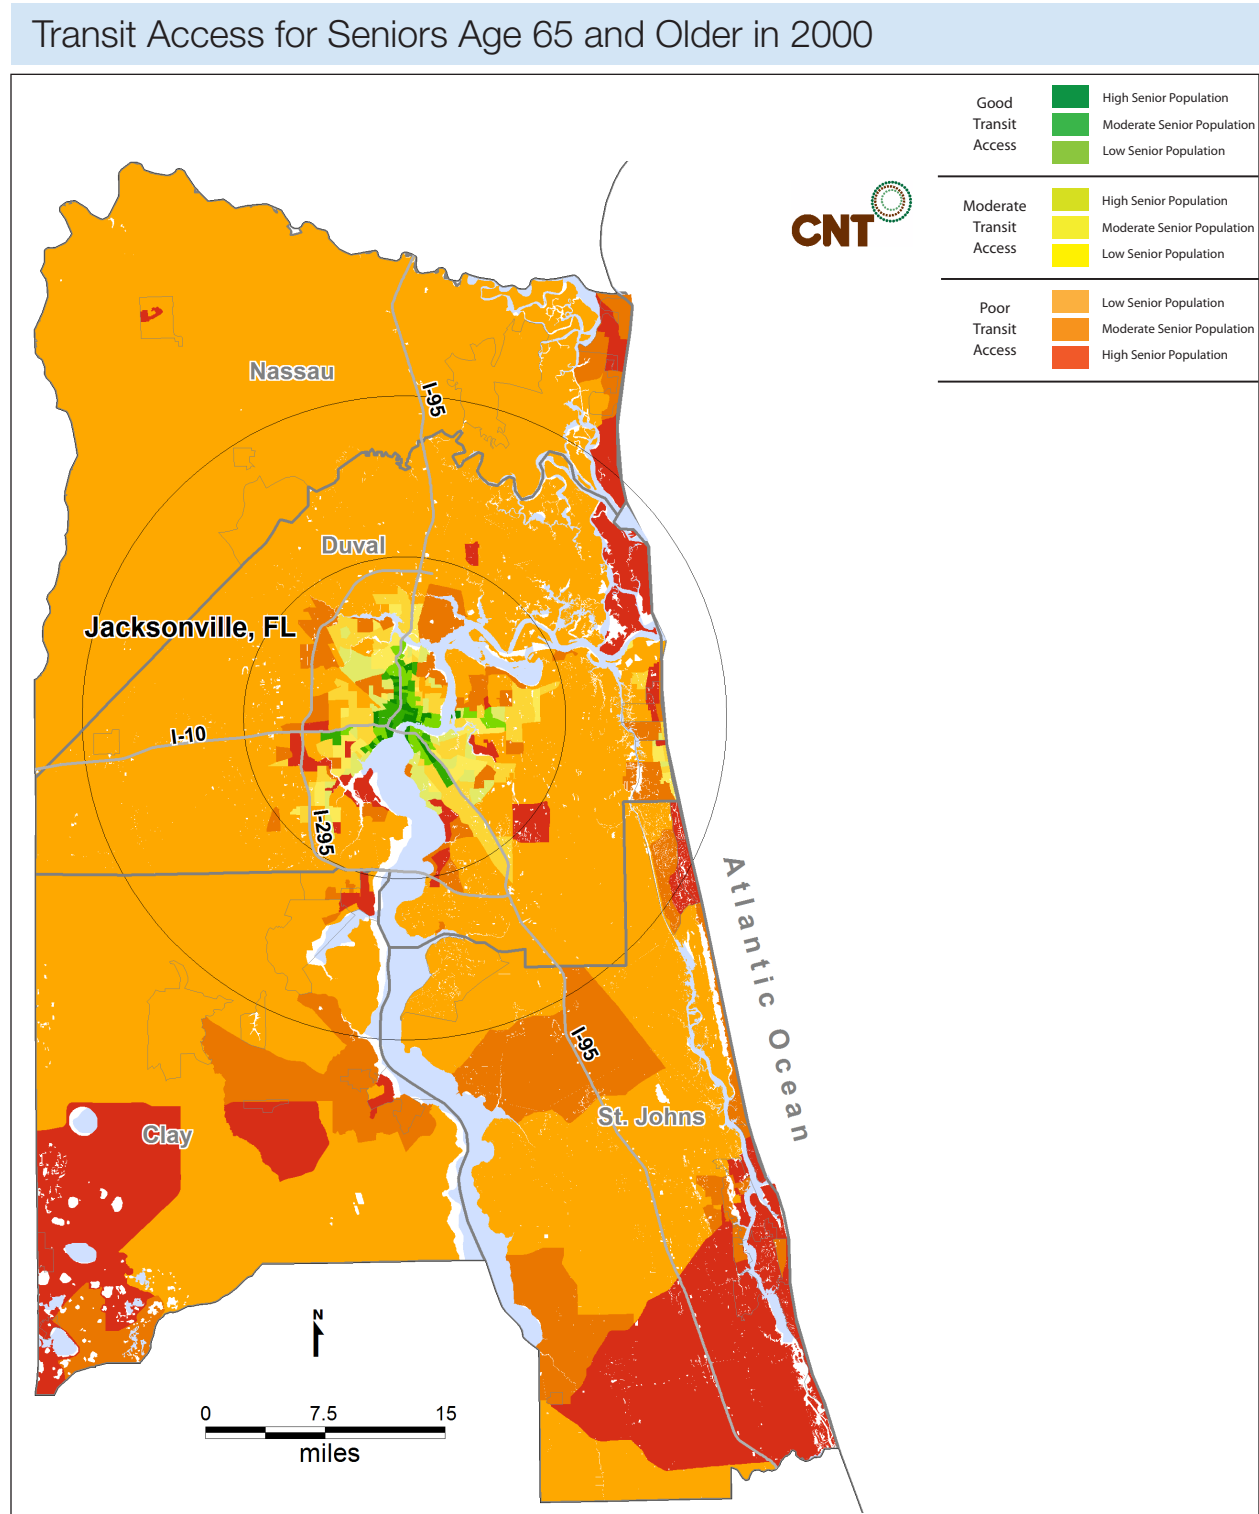 Transit Access for Seniors Age 65 and Older in 2000
Good
Transit
Access
High Senior Population
Moderate Senior Population
Low Senior Population
Moderate
Transit
Access
High Senior Population
Moderate Senior Population
Low Senior Population
Poor
Transit
Access
Low Senior Population
Moderate Senior Population
High Senior Population
CNT
Nassau
I-95
Duval
Jacksonville, FL
I-10
I-295
Atlantic Ocean
I-95
St. Johns
Clay
N
0 7.5 15
miles